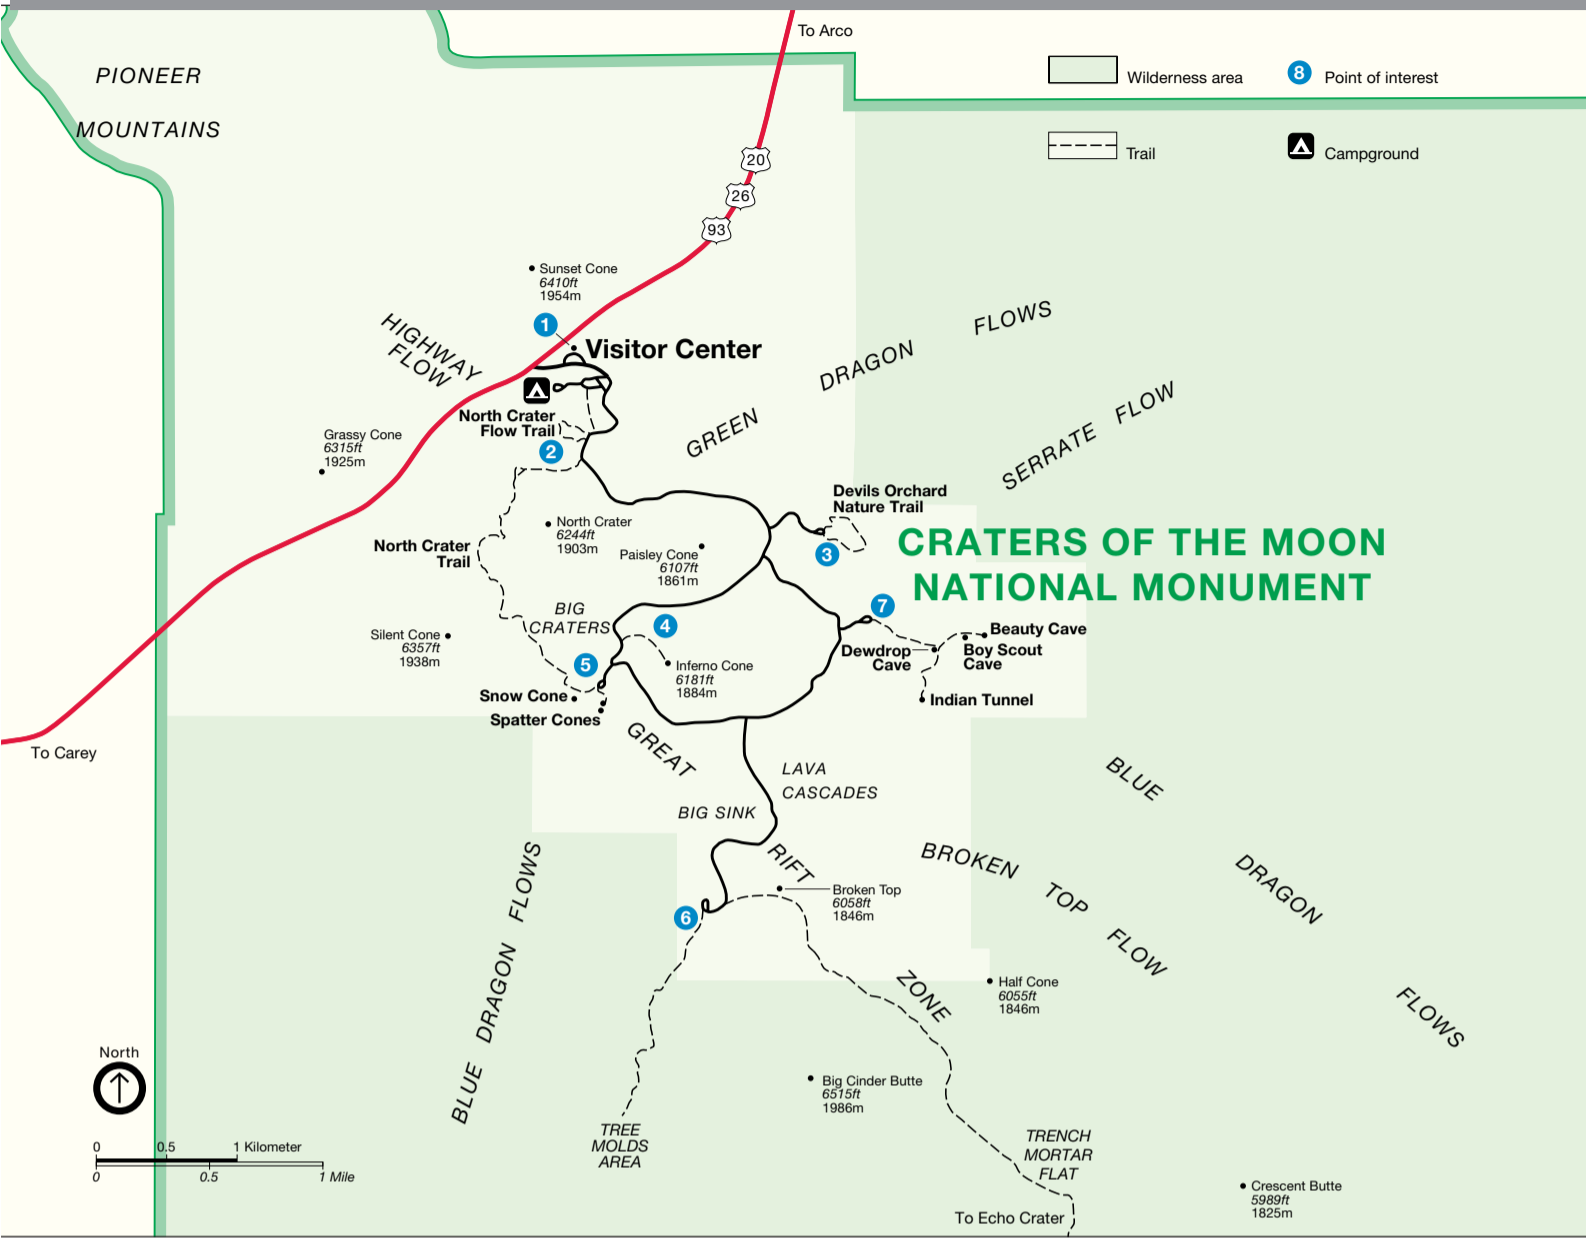 To Arco
PIONEER
MOUNTAINS
Wilderness area
8
Point of interest
Trail
Campground
20
26
93
Sunset Cone
6410ft
1954m
1
Visitor Center
HIGHWAY
FLOW
GREEN DRAGON FLOWS
SERRATE FLOW
North Crater
Flow Trail
2
Grassy Cone
6315ft
1925m
Devils Orchard
Nature Trail
3
CRATERS OF THE MOON
NATIONAL MONUMENT
North Crater
6244ft
1903m
North Crater
Trail
Paisley Cone
6107ft
1861m
BIG
CRATERS
4
7
Silent Cone
6357ft
1938m
Beauty Cave
Dewdrop
Cave
Boy Scout
Cave
5
Inferno Cone
6181ft
1884m
Snow Cone
Spatter Cones
Indian Tunnel
GREAT RIFT ZONE
To Carey
LAVA
CASCADES
BIG SINK
BLUE DRAGON FLOWS
BROKEN TOP FLOW
BLUE DRAGON FLOWS
Broken Top
6058ft
1846m
6
Half Cone
6055ft
1846m
North
Big Cinder Butte
6515ft
1986m
TREE
MOLDS
AREA
TRENCH
MORTAR
FLAT
0 0.5 1 Kilometer
0 0.5 1 Mile
Crescent Butte
5989ft
1825m
To Echo Crater